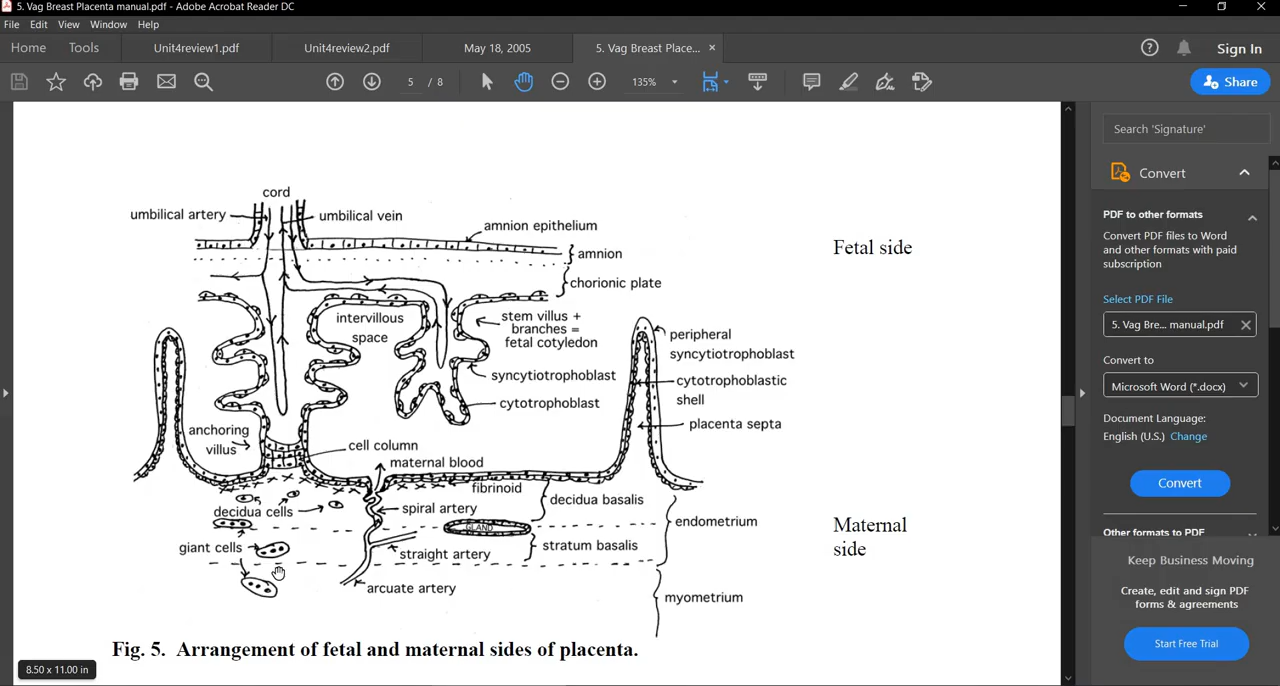 5. Vag Breast Placenta manual.pdf - Adobe Acrobat Reader DC
File Edit View Window Help
Home Tools Unit4review1.pdf Unit4review2.pdf May 18, 2005 5. Vag Breast Place... × Sign In
5 / 8 135% Share
Search 'Signature'
Convert
PDF to other formats
Convert PDF files to Word
and other formats with paid
subscription
Select PDF File
5. Vag Bre... manual.pdf
Convert to
Microsoft Word (*.docx)
Document Language:
English (U.S.) Change
Convert
Other formats to PDF
Keep Business Moving
Create, edit and sign PDF
forms & agreements
Start Free Trial
cord
umbilical artery
umbilical vein
amnion epithelium
amnion
chorionic plate
Fetal side
intervillous
space
stem villus +
branches =
fetal cotyledon
peripheral
syncytiotrophoblast
syncytiotrophoblast
cytotrophoblastic
shell
cytotrophoblast
placenta septa
anchoring
villus
cell column
maternal blood
fibrinoid
decidua basalis
decidua cells
spiral artery
GLAND
endometrium
Maternal
side
giant cells
straight artery
stratum basalis
arcuate artery
myometrium
Fig. 5. Arrangement of fetal and maternal sides of placenta.
8.50 x 11.00 in